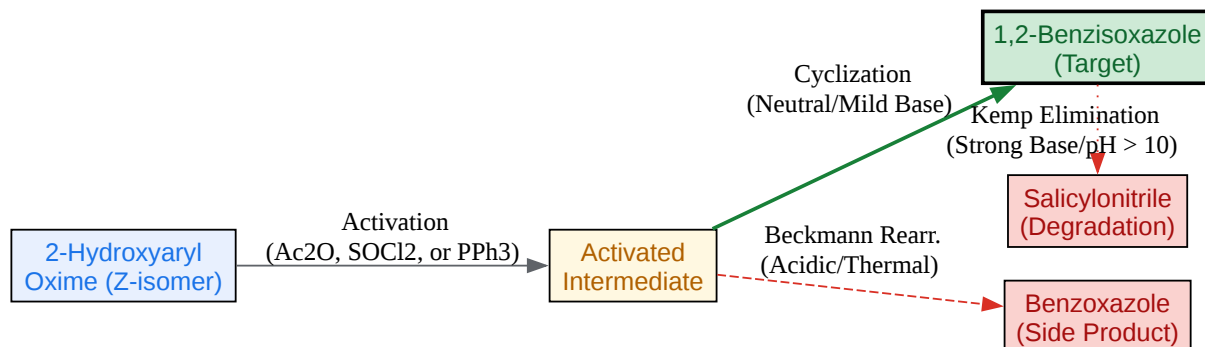 1,2-Benzisoxazole
(Target)
Cyclization
(Neutral/Mild Base)
Kemp Elimination
(Strong Base/pH > 10)
Salicylonitrile
(Degradation)
Activation
(Ac2O, SOCl2, or PPh3)
2-Hydroxyaryl
Oxime (Z-isomer)
Activated
Intermediate
Beckmann Rearr.
(Acidic/Thermal)
Benzoxazole
(Side Product)